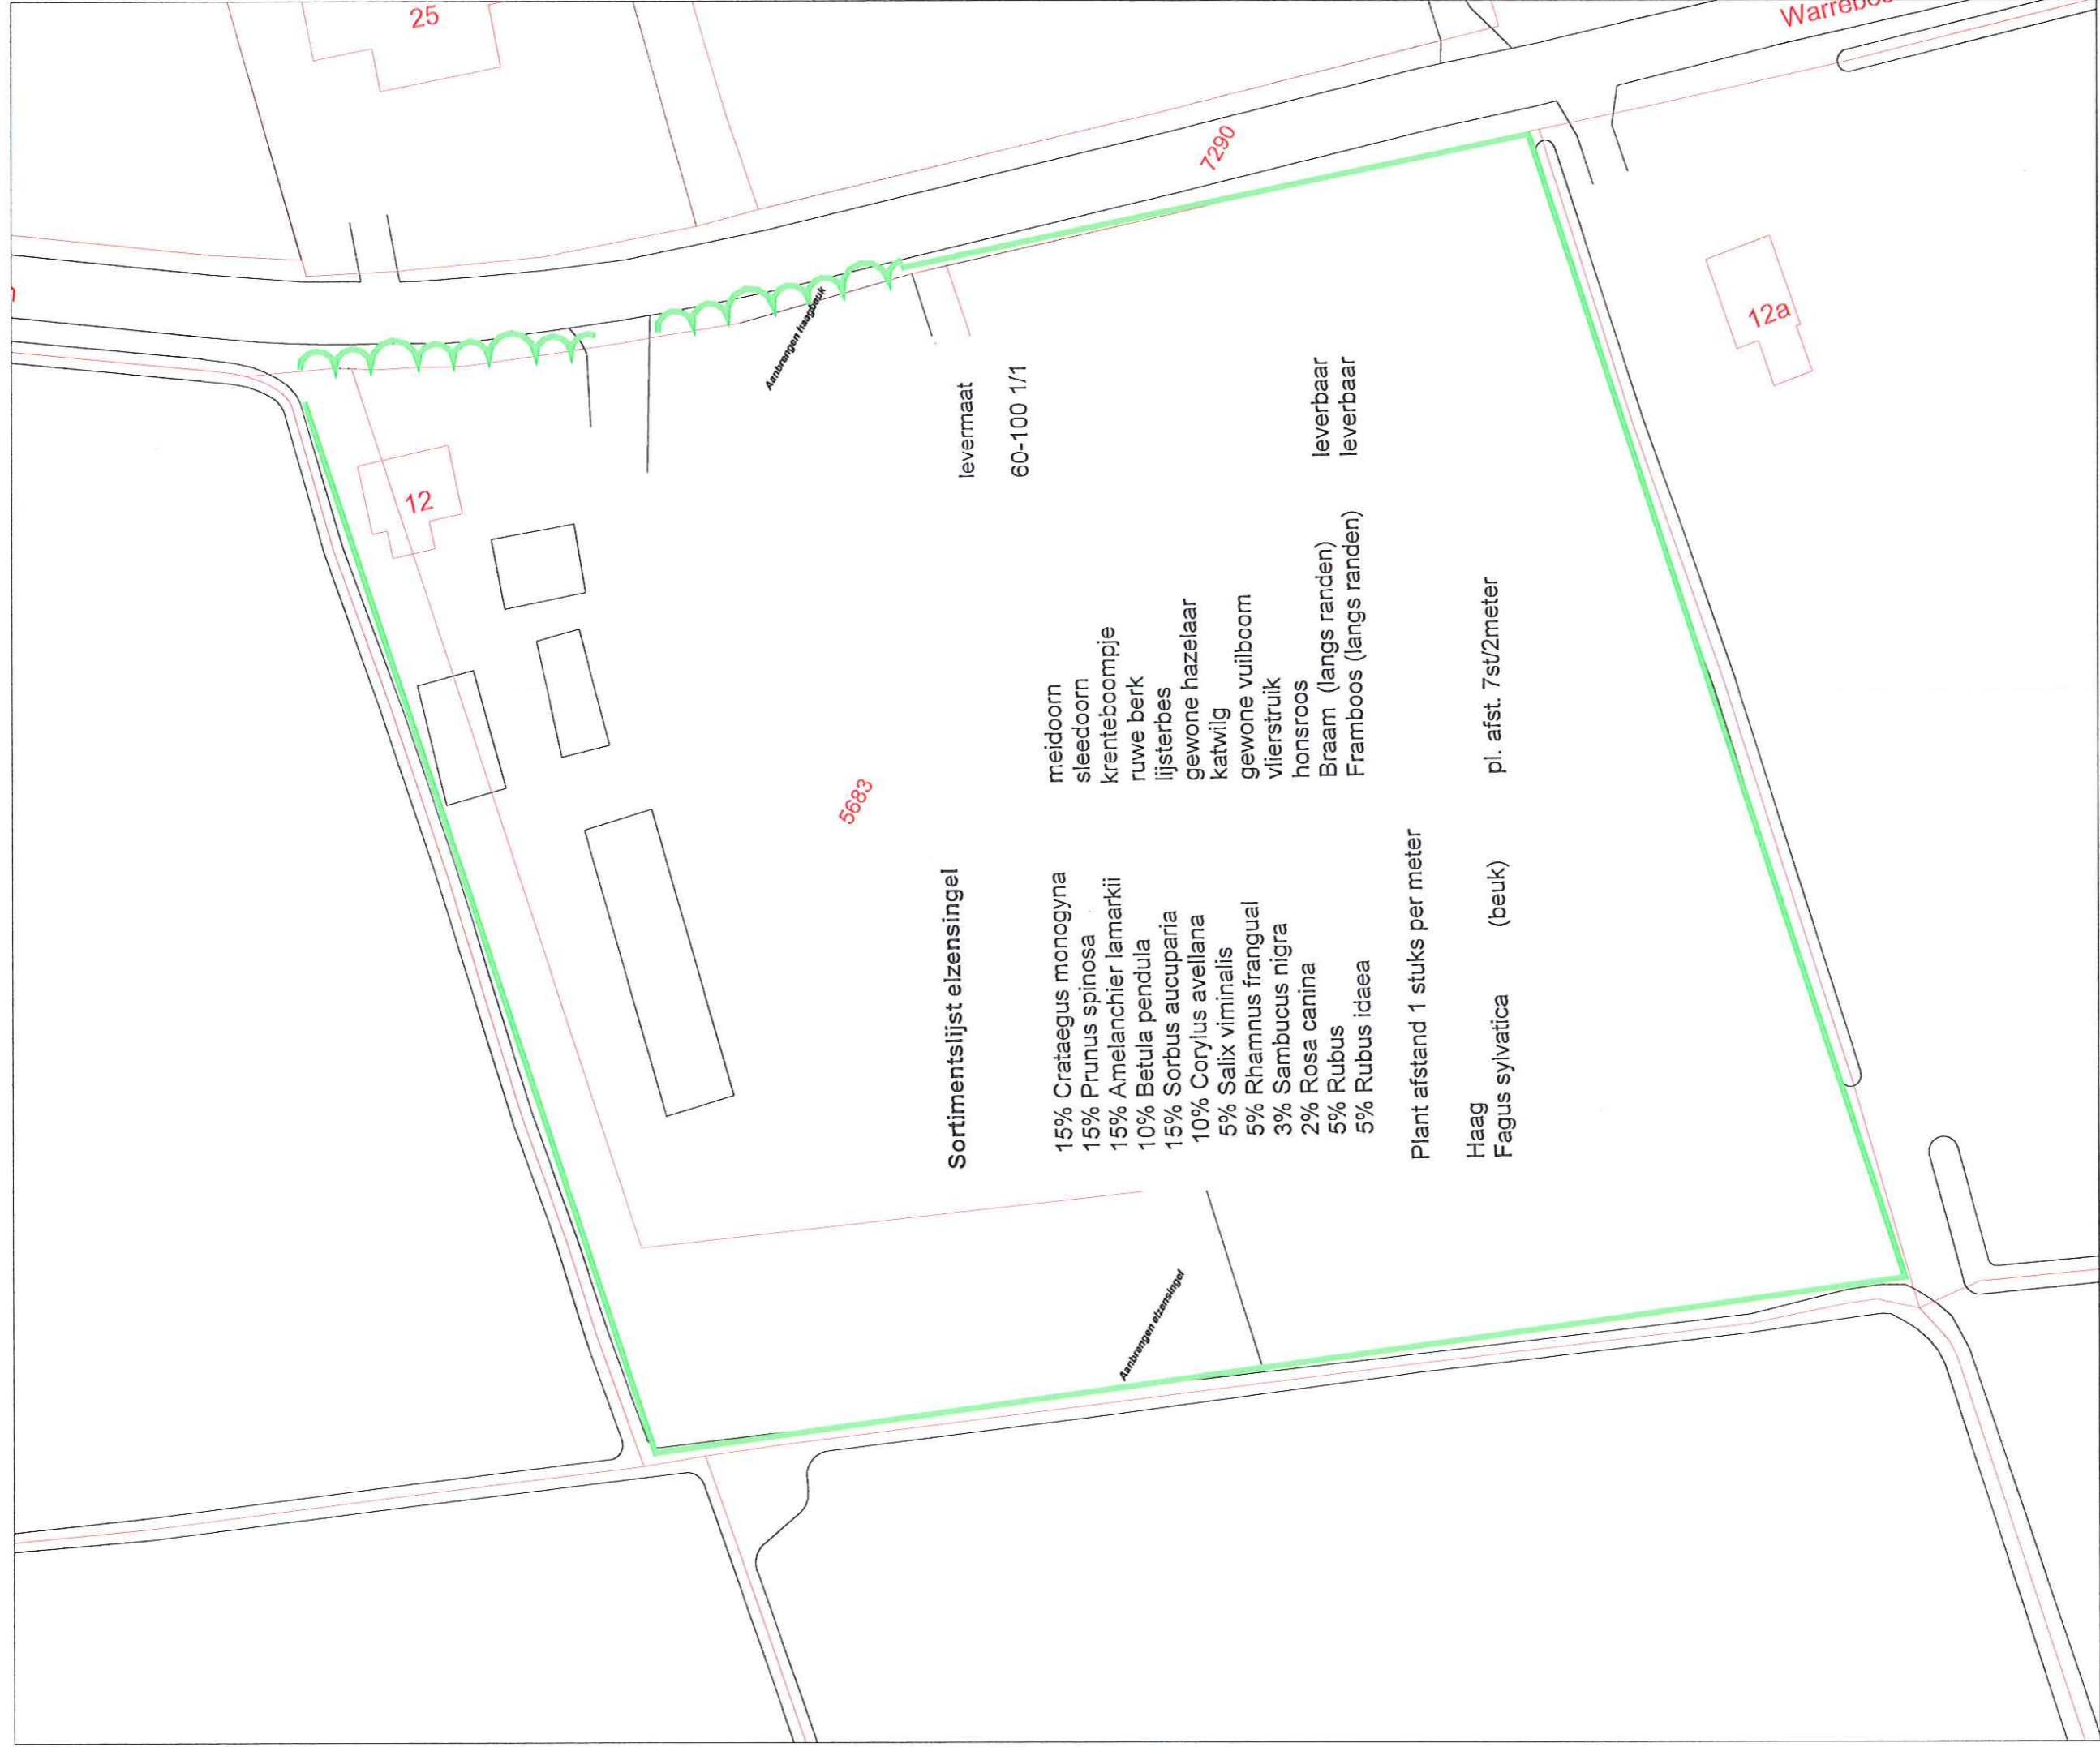 25
7290
12
12a
5683
Aanbrengen haagbeuk
Aanbrengen elzensingel
Sortimentslijst elzensingel
levermaat
60-100 1/1
15% Crataegus monogyna meidoorn
15% Prunus spinosa sleedoorn
15% Amelanchier lamarkii krenteboompje
10% Betula pendula ruwe berk
15% Sorbus aucuparia lijsterbes
10% Corylus avellana gewone hazelaar
5% Salix viminalis katwilg
5% Rhamnus frangual gewone vuilboom
3% Sambucus nigra vlierstruik
2% Rosa canina honsroos
5% Rubus Braam (langs randen) leverbaar
5% Rubus idaea Framboos (langs randen) leverbaar
Plant afstand 1 stuks per meter
Haag
Fagus sylvatica (beuk) pl. afst. 7st/2meter